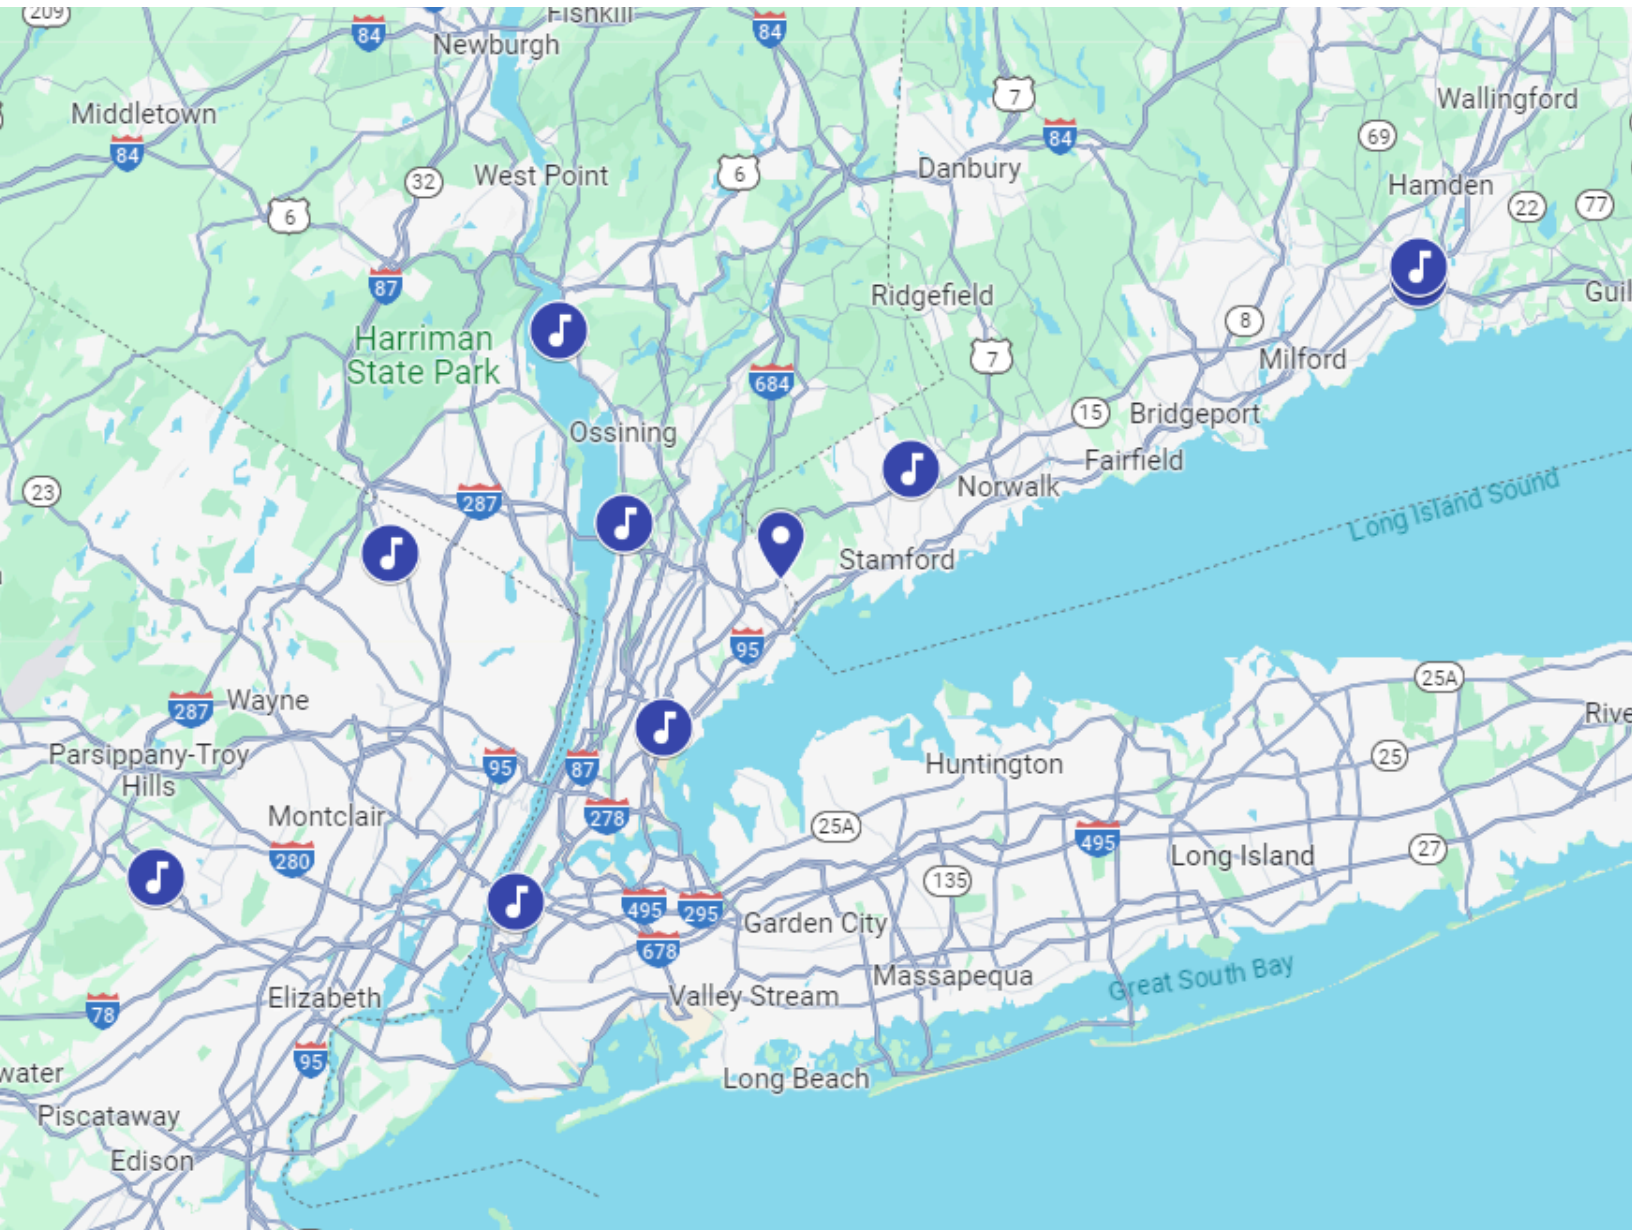 209
Fishkill
84
84
Newburgh
7
Wallingford
Middletown
69
84
84
6
Danbury
West Point
32
Hamden
22
77
6
87
Ridgefield
8
Harriman
State Park
7
Milford
684
15
Bridgeport
Ossining
Fairfield
23
287
Norwalk
Long Island Sound
Stamford
95
25A
287
Wayne
25
Parsippany-Troy
Hills
95
87
Huntington
Montclair
278
25A
495
27
280
Long Island
135
495
295
Garden City
678
Massapequa
Great South Bay
Elizabeth
Valley Stream
78
95
water
Long Beach
Piscataway
Edison